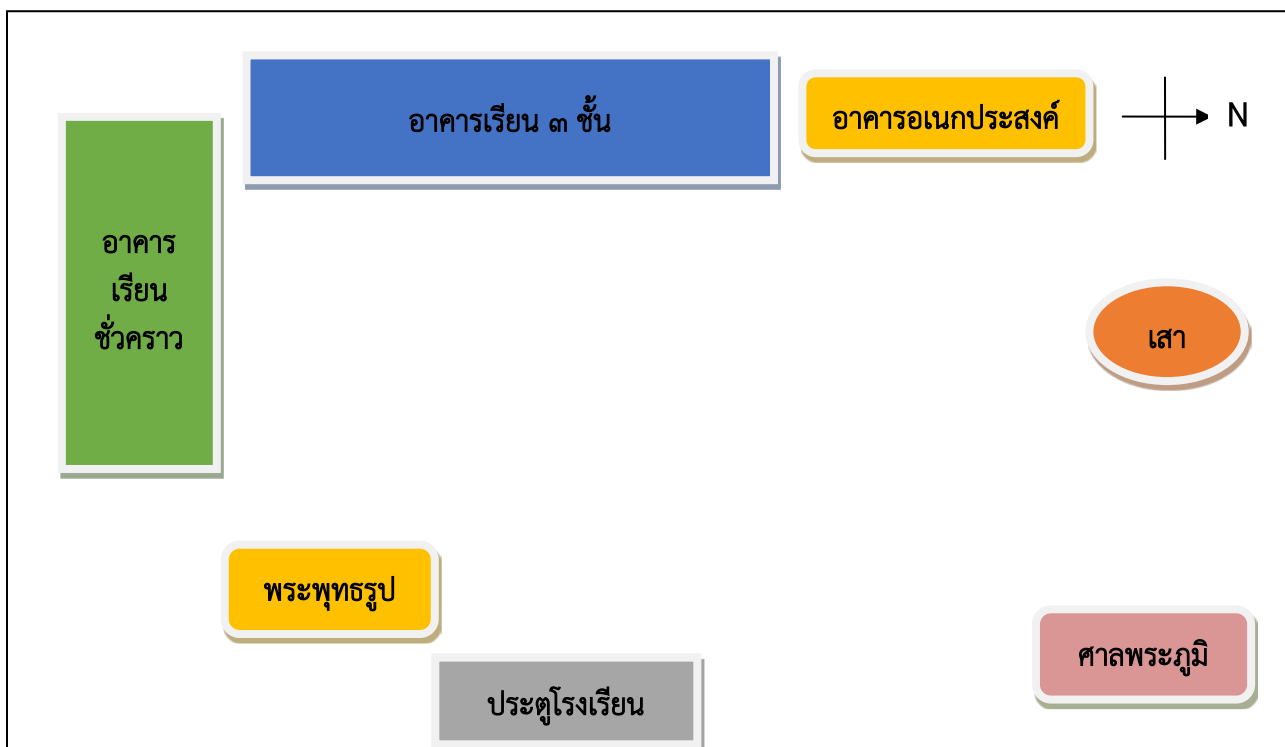 อาคารเรียน ๓ ชั้น
อาคารอเนกประสงค์
N
อาคาร
เรียน
ชั่วคราว
เสา
พระพุทธรูป
ศาลพระภูมิ
ประตูโรงเรียน